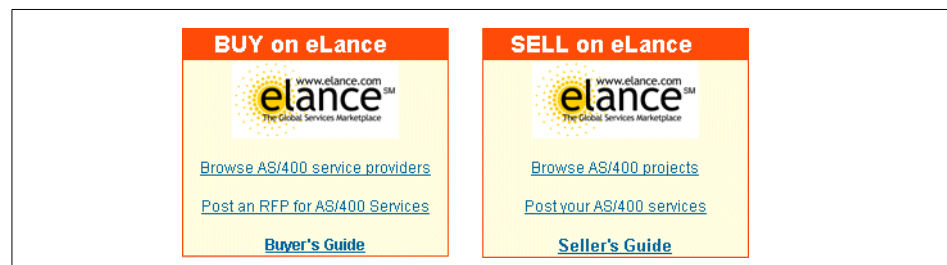 BUY on eLance
www.elance.com
elance SM
The Global Services Marketplace
Browse AS/400 service providers
Post an RFP for AS/400 Services
Buyer's Guide
SELL on eLance
www.elance.com
elance SM
The Global Services Marketplace
Browse AS/400 projects
Post your AS/400 services
Seller's Guide